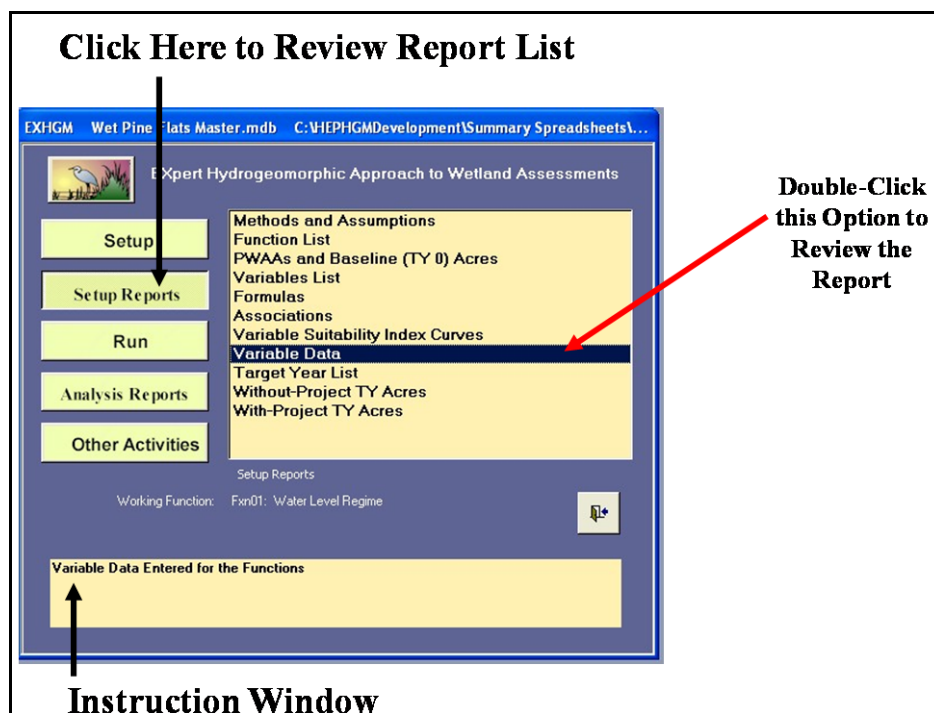 Click Here to Review Report List
EXHGM Wet Pine Flats Master.mdb C:\HEPHGMDevelopment\Summary Spreadsheets\...
EXpert Hydrogeomorphic Approach to Wetland Assessments
Setup
Setup Reports
Run
Analysis Reports
Other Activities
Methods and Assumptions
Function List
PWAAs and Baseline (TY 0) Acres
Variables List
Formulas
Associations
Variable Suitability Index Curves
Variable Data
Target Year List
Without-Project TY Acres
With-Project TY Acres
Double-Click
this Option to
Review the
Report
Setup Reports
Working Function: Fxn01: Water Level Regime
Variable Data Entered for the Functions
Instruction Window